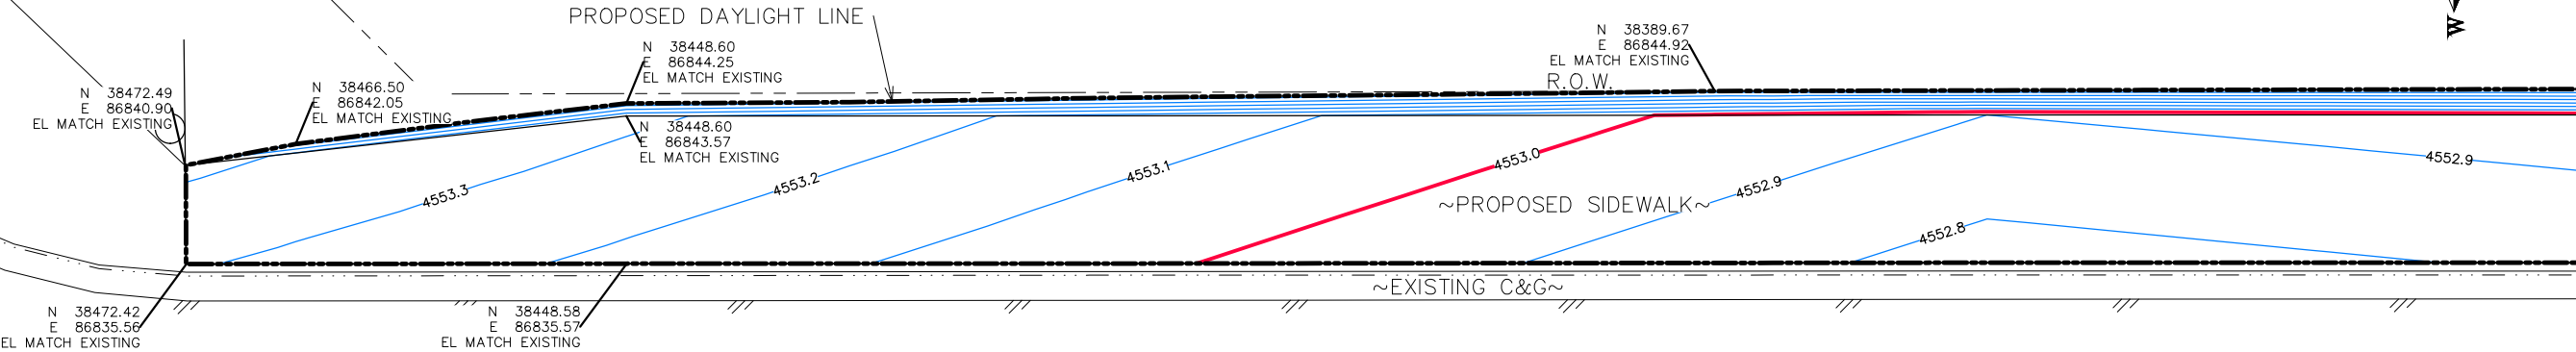 PROPOSED DAYLIGHT LINE
N 38472.49
E 86840.90
EL MATCH EXISTING
N 38466.50
E 86842.05
EL MATCH EXISTING
N 38448.60
E 86844.25
EL MATCH EXISTING
N 38448.60
E 86843.57
EL MATCH EXISTING
N 38389.67
E 86844.92
EL MATCH EXISTING
R.O.W.
W
4553.3
4553.2
4553.1
4553.0
4552.9
4552.9
4552.8
~PROPOSED SIDEWALK~
~EXISTING C&G~
N 38472.42
E 86835.56
EL MATCH EXISTING
N 38448.58
E 86835.57
EL MATCH EXISTING